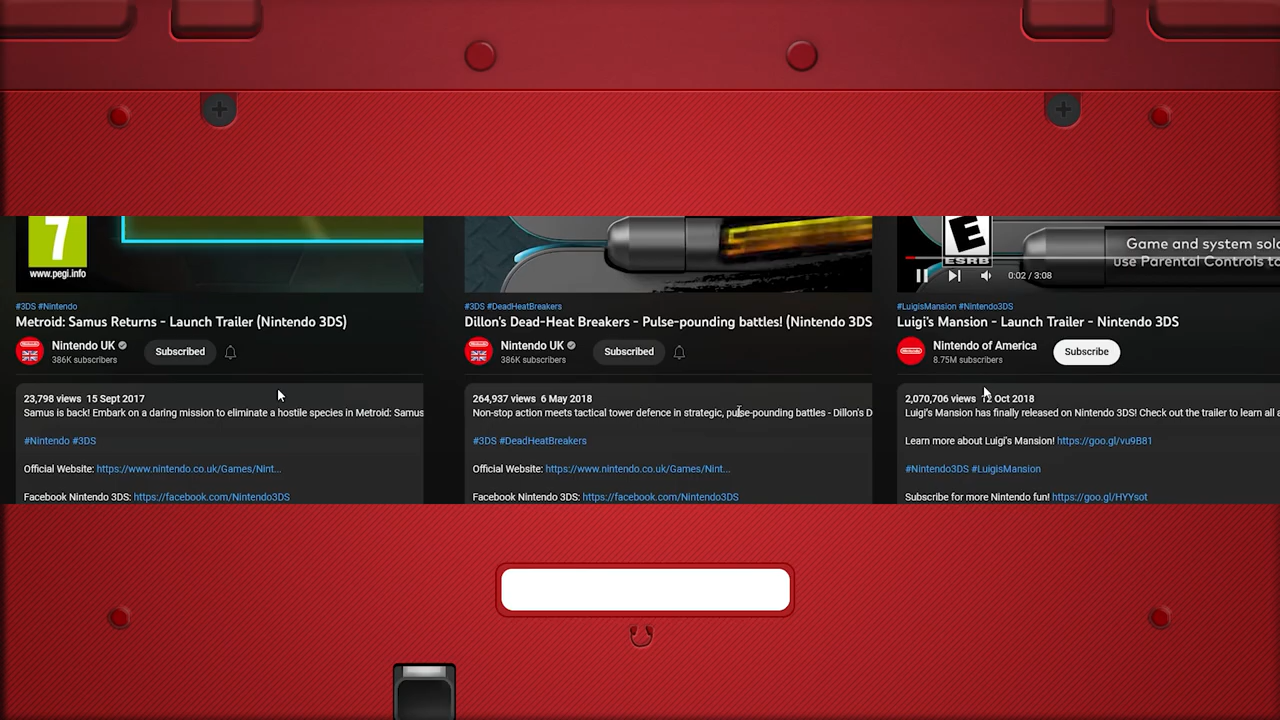 7
www.pegi.info
#3DS #Nintendo
Metroid: Samus Returns - Launch Trailer (Nintendo 3DS)
Nintendo UK
386K subscribers
Subscribed
23,798 views 15 Sept 2017
Samus is back! Embark on a daring mission to eliminate a hostile species in Metroid: Samus
#Nintendo #3DS
Official Website: https://www.nintendo.co.uk/Games/Nint...
Facebook Nintendo 3DS: https://facebook.com/Nintendo3DS
#3DS #DeadHeatBreakers
Dillon's Dead-Heat Breakers - Pulse-pounding battles! (Nintendo 3DS
Nintendo UK
386K subscribers
Subscribed
264,937 views 6 May 2018
Non-stop action meets tactical tower defence in strategic, pulse-pounding battles - Dillon's D
#3DS #DeadHeatBreakers
Official Website: https://www.nintendo.co.uk/Games/Nint...
Facebook Nintendo 3DS: https://facebook.com/Nintendo3DS
E
ESRB
Game and system sol
use Parental Controls to
0:02 / 3:08
#LuigisMansion #Nintendo3DS
Luigi's Mansion - Launch Trailer - Nintendo 3DS
Nintendo
Nintendo of America
8.75M subscribers
Subscribe
2,070,706 views 12 Oct 2018
Luigi's Mansion has finally released on Nintendo 3DS! Check out the trailer to learn all a
Learn more about Luigi's Mansion! https://goo.gl/vu9B81
#Nintendo3DS #LuigisMansion
Subscribe for more Nintendo fun! https://goo.gl/HYYsot